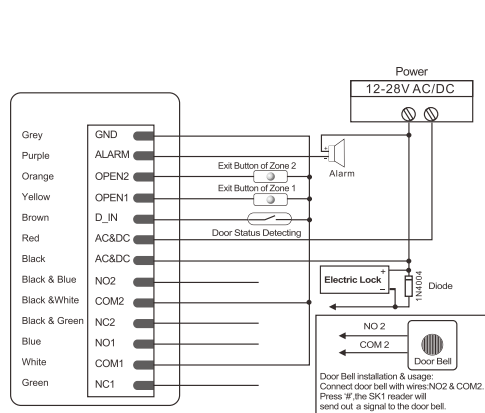 Power
12-28V AC/DC
Grey GND
Purple ALARM
Orange OPEN2
Yellow OPEN1
Brown D_IN
Red AC&DC
Black AC&DC
Black & Blue NO2
Black &White COM2
Black & Green NC2
Blue NO1
White COM1
Green NC1
Exit Button of Zone 2
Exit Button of Zone 1
Door Status Detecting
+
-
Alarm
Electric Lock
+
-
1N4004
Diode
NO 2
COM 2
Door Bell
Door Bell installation & usage:
Connect door bell with wires:NO2 & COM2.
Press '#',the SK1 reader will
send out a signal to the door bell.